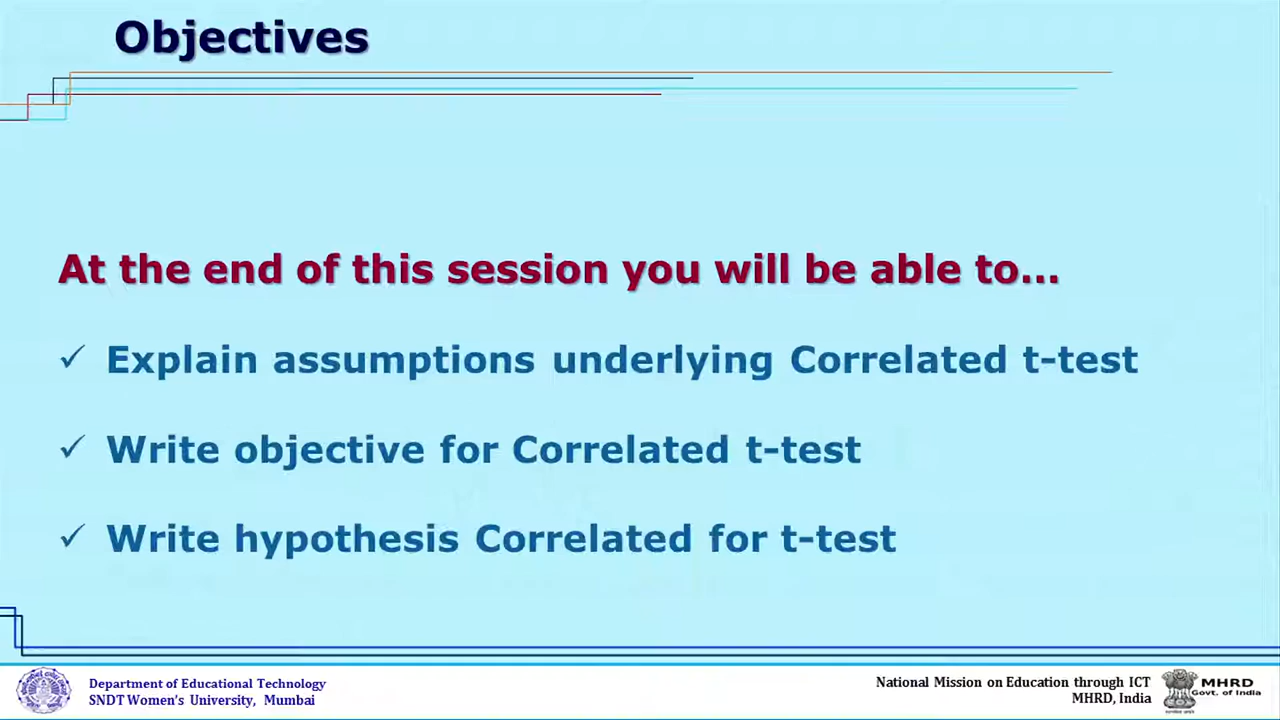 Objectives
At the end of this session you will be able to...
✓ Explain assumptions underlying Correlated t-test
✓ Write objective for Correlated t-test
✓ Write hypothesis Correlated for t-test
Department of Educational Technology
SNDT Women's University, Mumbai
National Mission on Education through ICT
MHRD, India
MHRD
Govt. of India